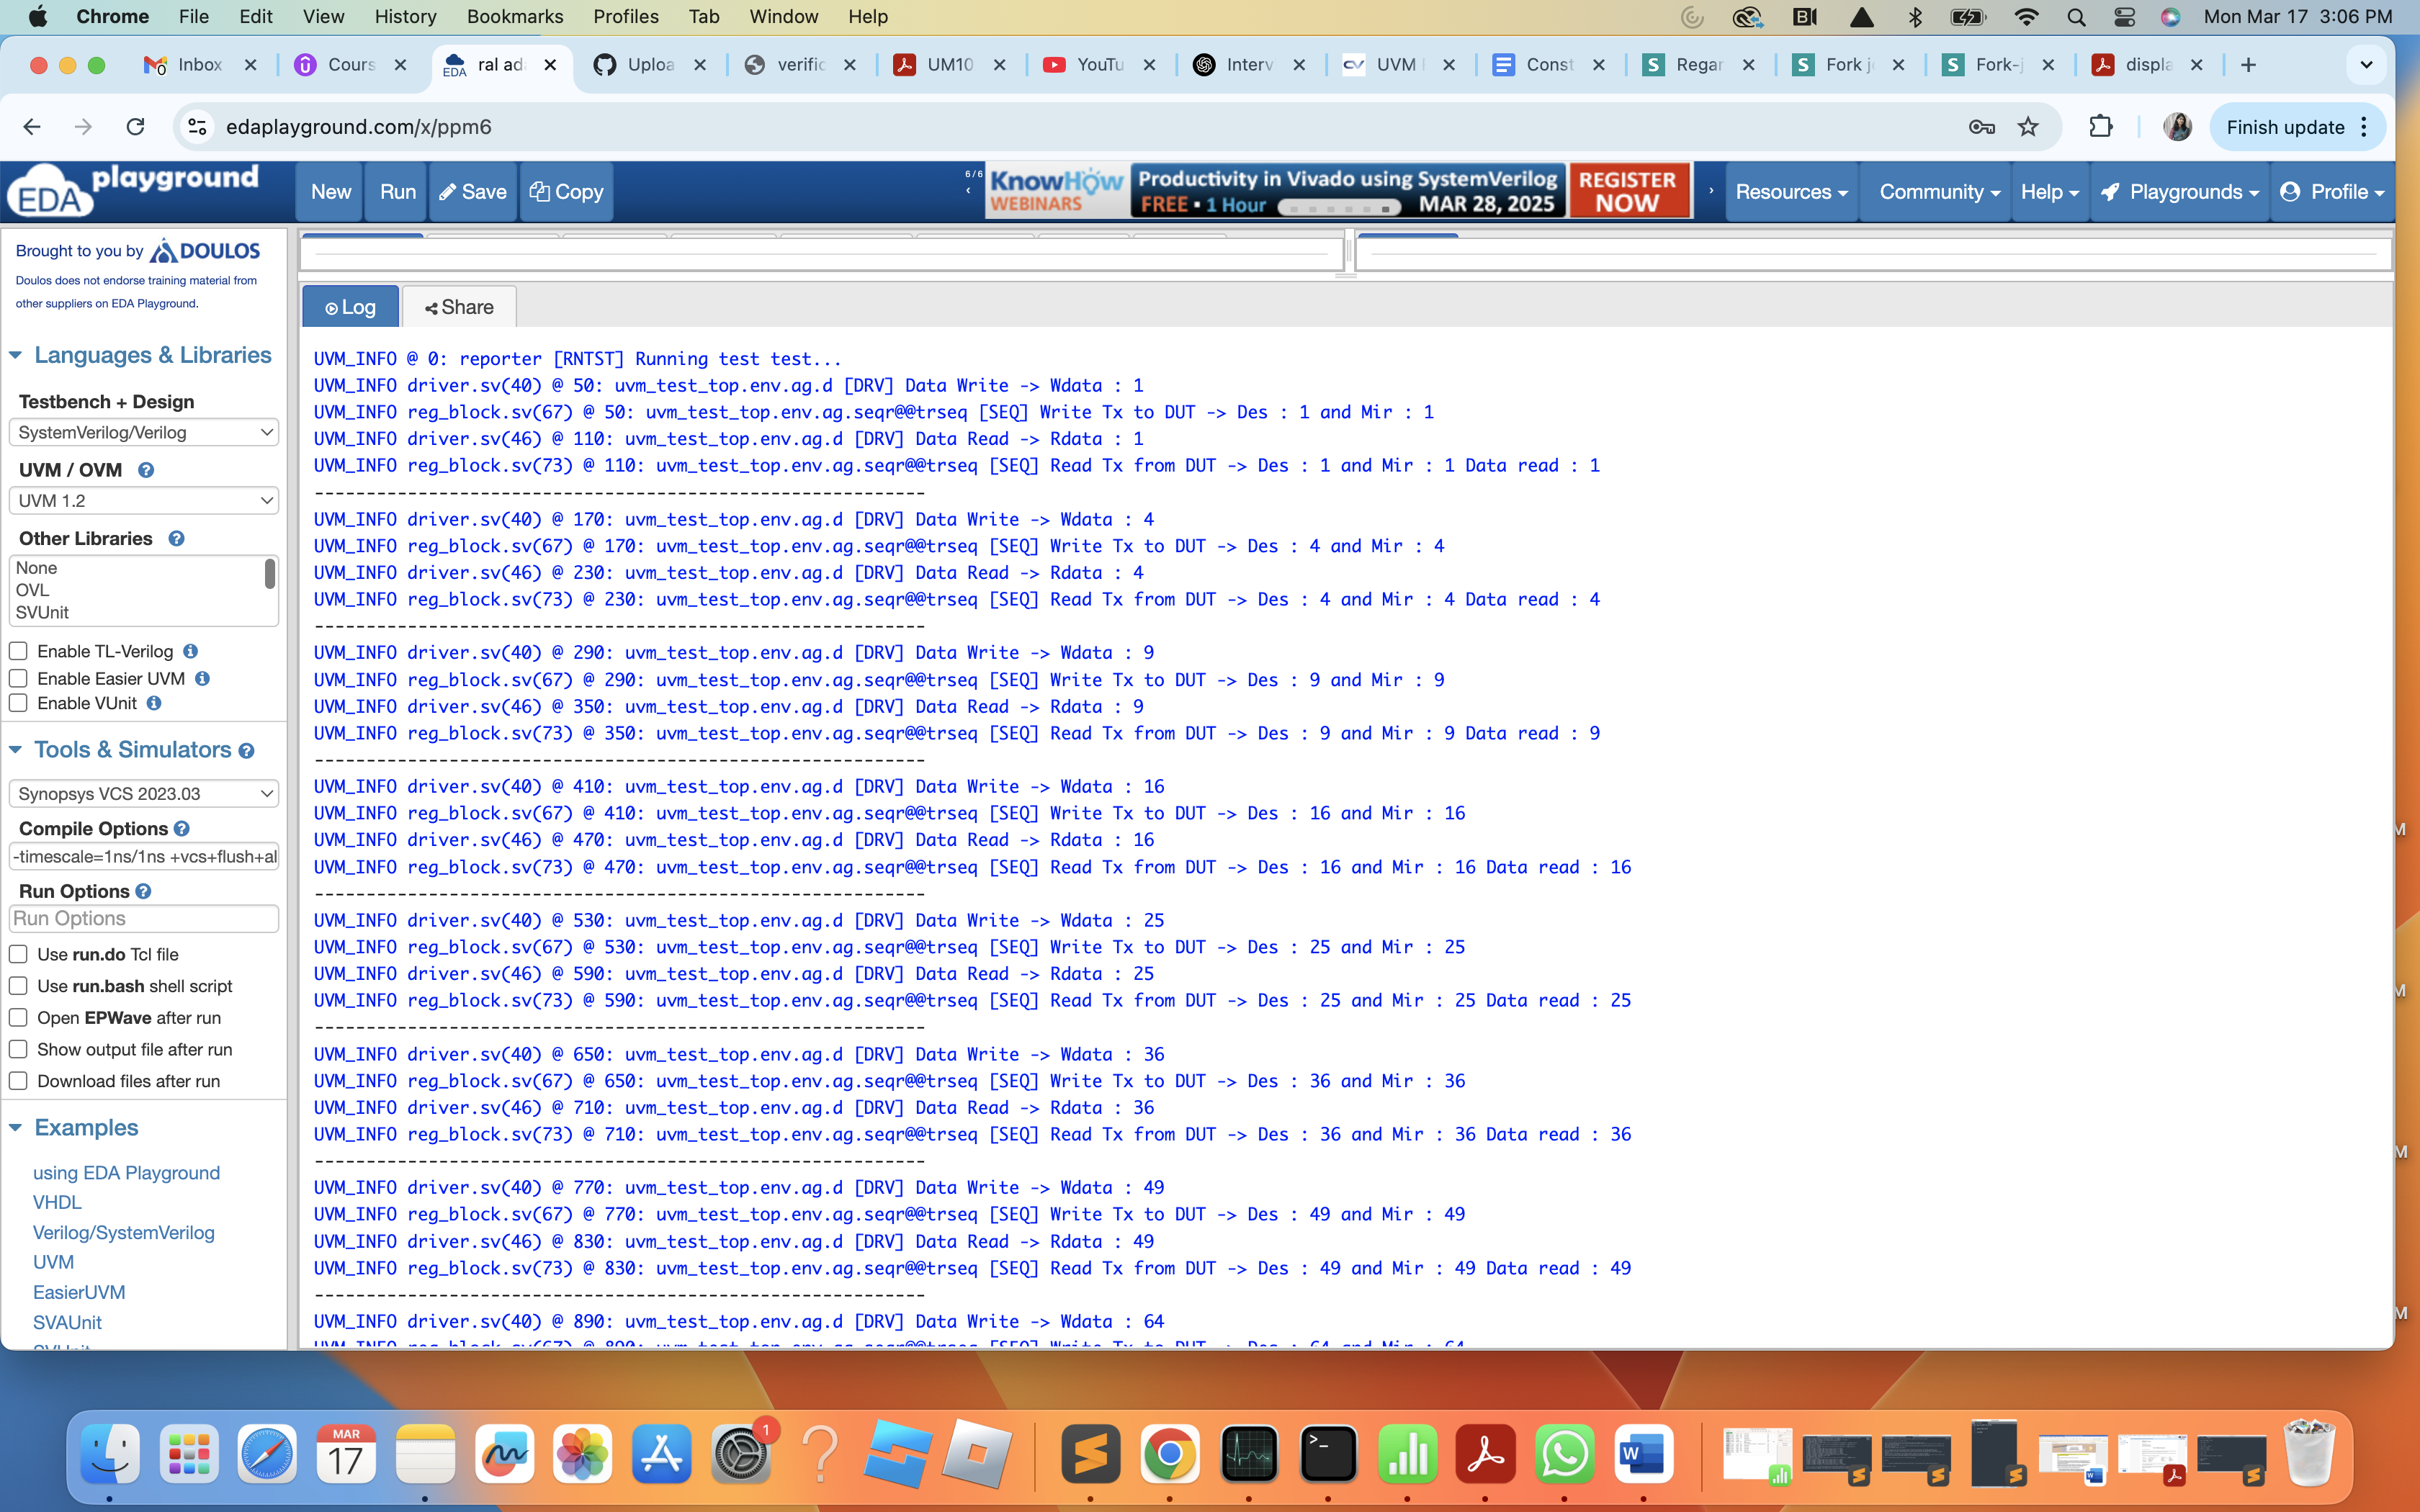 Chrome File Edit View History Bookmarks Profiles Tab Window Help Mon Mar 17 3:06 PM
Inbox Cours ral ad EDA Uploa verific UM10 YouTu Interv UVM Const Regar Fork j Fork-j displa
edaplayground.com/x/ppm6 Finish update
EDA playground New Run Save Copy
6/6 KnowHow WEBINARS Productivity in Vivado using SystemVerilog FREE • 1 Hour MAR 28, 2025 REGISTER NOW
Resources Community Help Playgrounds Profile
Brought to you by DOULOS
Doulos does not endorse training material from
other suppliers on EDA Playground.
Languages & Libraries
Testbench + Design
SystemVerilog/Verilog
UVM / OVM
UVM 1.2
Other Libraries
None
OVL
SVUnit
Enable TL-Verilog
Enable Easier UVM
Enable VUnit
Tools & Simulators
Synopsys VCS 2023.03
Compile Options
-timescale=1ns/1ns +vcs+flush+al
Run Options
Run Options
Use run.do Tcl file
Use run.bash shell script
Open EPWave after run
Show output file after run
Download files after run
Examples
using EDA Playground
VHDL
Verilog/SystemVerilog
UVM
EasierUVM
SVAUnit
SVUnit
Log Share
UVM_INFO @ 0: reporter [RNTST] Running test test...
UVM_INFO driver.sv(40) @ 50: uvm_test_top.env.ag.d [DRV] Data Write -> Wdata : 1
UVM_INFO reg_block.sv(67) @ 50: uvm_test_top.env.ag.seqr@@trseq [SEQ] Write Tx to DUT -> Des : 1 and Mir : 1
UVM_INFO driver.sv(46) @ 110: uvm_test_top.env.ag.d [DRV] Data Read -> Rdata : 1
UVM_INFO reg_block.sv(73) @ 110: uvm_test_top.env.ag.seqr@@trseq [SEQ] Read Tx from DUT -> Des : 1 and Mir : 1 Data read : 1
-----------------------------------------------------------
UVM_INFO driver.sv(40) @ 170: uvm_test_top.env.ag.d [DRV] Data Write -> Wdata : 4
UVM_INFO reg_block.sv(67) @ 170: uvm_test_top.env.ag.seqr@@trseq [SEQ] Write Tx to DUT -> Des : 4 and Mir : 4
UVM_INFO driver.sv(46) @ 230: uvm_test_top.env.ag.d [DRV] Data Read -> Rdata : 4
UVM_INFO reg_block.sv(73) @ 230: uvm_test_top.env.ag.seqr@@trseq [SEQ] Read Tx from DUT -> Des : 4 and Mir : 4 Data read : 4
-----------------------------------------------------------
UVM_INFO driver.sv(40) @ 290: uvm_test_top.env.ag.d [DRV] Data Write -> Wdata : 9
UVM_INFO reg_block.sv(67) @ 290: uvm_test_top.env.ag.seqr@@trseq [SEQ] Write Tx to DUT -> Des : 9 and Mir : 9
UVM_INFO driver.sv(46) @ 350: uvm_test_top.env.ag.d [DRV] Data Read -> Rdata : 9
UVM_INFO reg_block.sv(73) @ 350: uvm_test_top.env.ag.seqr@@trseq [SEQ] Read Tx from DUT -> Des : 9 and Mir : 9 Data read : 9
-----------------------------------------------------------
UVM_INFO driver.sv(40) @ 410: uvm_test_top.env.ag.d [DRV] Data Write -> Wdata : 16
UVM_INFO reg_block.sv(67) @ 410: uvm_test_top.env.ag.seqr@@trseq [SEQ] Write Tx to DUT -> Des : 16 and Mir : 16
UVM_INFO driver.sv(46) @ 470: uvm_test_top.env.ag.d [DRV] Data Read -> Rdata : 16
UVM_INFO reg_block.sv(73) @ 470: uvm_test_top.env.ag.seqr@@trseq [SEQ] Read Tx from DUT -> Des : 16 and Mir : 16 Data read : 16
-----------------------------------------------------------
UVM_INFO driver.sv(40) @ 530: uvm_test_top.env.ag.d [DRV] Data Write -> Wdata : 25
UVM_INFO reg_block.sv(67) @ 530: uvm_test_top.env.ag.seqr@@trseq [SEQ] Write Tx to DUT -> Des : 25 and Mir : 25
UVM_INFO driver.sv(46) @ 590: uvm_test_top.env.ag.d [DRV] Data Read -> Rdata : 25
UVM_INFO reg_block.sv(73) @ 590: uvm_test_top.env.ag.seqr@@trseq [SEQ] Read Tx from DUT -> Des : 25 and Mir : 25 Data read : 25
-----------------------------------------------------------
UVM_INFO driver.sv(40) @ 650: uvm_test_top.env.ag.d [DRV] Data Write -> Wdata : 36
UVM_INFO reg_block.sv(67) @ 650: uvm_test_top.env.ag.seqr@@trseq [SEQ] Write Tx to DUT -> Des : 36 and Mir : 36
UVM_INFO driver.sv(46) @ 710: uvm_test_top.env.ag.d [DRV] Data Read -> Rdata : 36
UVM_INFO reg_block.sv(73) @ 710: uvm_test_top.env.ag.seqr@@trseq [SEQ] Read Tx from DUT -> Des : 36 and Mir : 36 Data read : 36
-----------------------------------------------------------
UVM_INFO driver.sv(40) @ 770: uvm_test_top.env.ag.d [DRV] Data Write -> Wdata : 49
UVM_INFO reg_block.sv(67) @ 770: uvm_test_top.env.ag.seqr@@trseq [SEQ] Write Tx to DUT -> Des : 49 and Mir : 49
UVM_INFO driver.sv(46) @ 830: uvm_test_top.env.ag.d [DRV] Data Read -> Rdata : 49
UVM_INFO reg_block.sv(73) @ 830: uvm_test_top.env.ag.seqr@@trseq [SEQ] Read Tx from DUT -> Des : 49 and Mir : 49 Data read : 49
-----------------------------------------------------------
UVM_INFO driver.sv(40) @ 890: uvm_test_top.env.ag.d [DRV] Data Write -> Wdata : 64
UVM_INFO reg_block.sv(67) @ 890: uvm_test_top.env.ag.seqr@@trseq [SEQ] Write Tx to DUT -> Des : 64 and Mir : 64
MAR
17
1